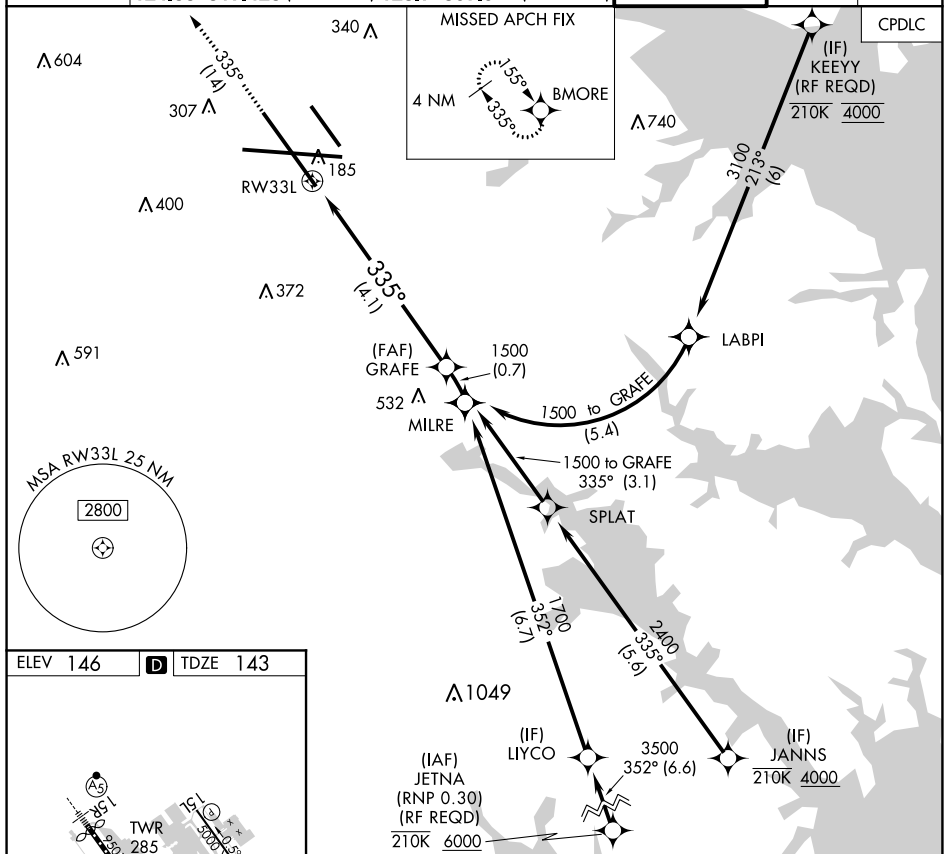 CPDLC
MISSED APCH FIX
155°
BMORE
4 NM
335°
335°
(14)
340
604
307
740
185
RW33L
400
(IF)
KEEYY
(RF REQD)
210K 4000
3100
213°
(6)
372
335°
(4.1)
LABPI
591
(FAF)
GRAFE
1500
(0.7)
532
MILRE
1500 to GRAFE
(5.4)
1500 to GRAFE
335° (3.1)
SPLAT
MSA RW33L 25 NM
2800
1700
352°
(6.7)
2400
335°
(5.6)
ELEV 146
D
TDZE 143
1049
(IF)
LIYCO
(IF)
JANNS
210K 4000
3500
352° (6.6)
(IAF)
JETNA
(RNP 0.30)
(RF REQD)
210K 6000
A5
15R
15L
P
TWR
285